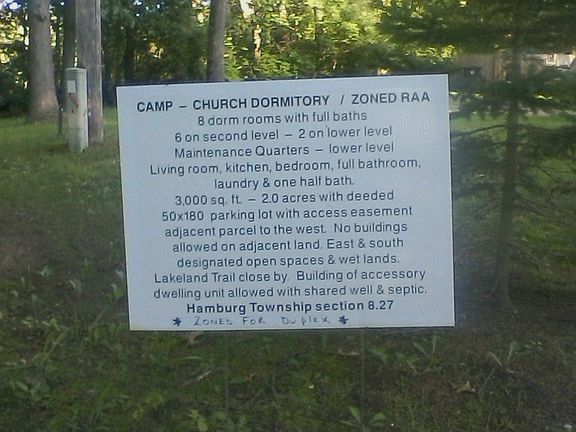 CAMP – CHURCH DORMITORY / ZONED RAA
8 dorm rooms with full baths
6 on second level – 2 on lower level
Maintenance Quarters – lower level
Living room, kitchen, bedroom, full bathroom,
laundry & one half bath.
3,000 sq. ft. – 2.0 acres with deeded
50x180 parking lot with access easement
adjacent parcel to the west. No buildings
allowed on adjacent land. East & south
designated open spaces & wet lands.
Lakeland Trail close by. Building of accessory
dwelling unit allowed with shared well & septic.
Hamburg Township section 8.27
* ZONED FOR DUPlEX *